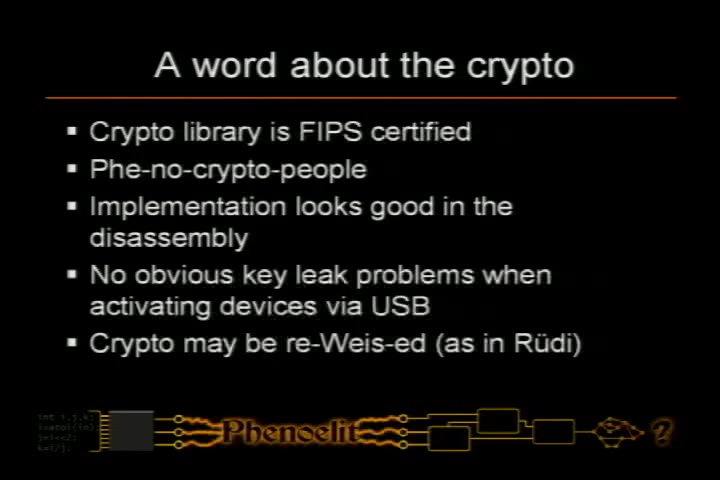 A word about the crypto
▪ Crypto library is FIPS certified
▪ Phe-no-crypto-people
▪ Implementation looks good in the
disassembly
▪ No obvious key leak problems when
activating devices via USB
▪ Crypto may be re-Weis-ed (as in Rüdi)
int i,j,k;
j=i<<2;
k=i/j;
Phenoelit
?